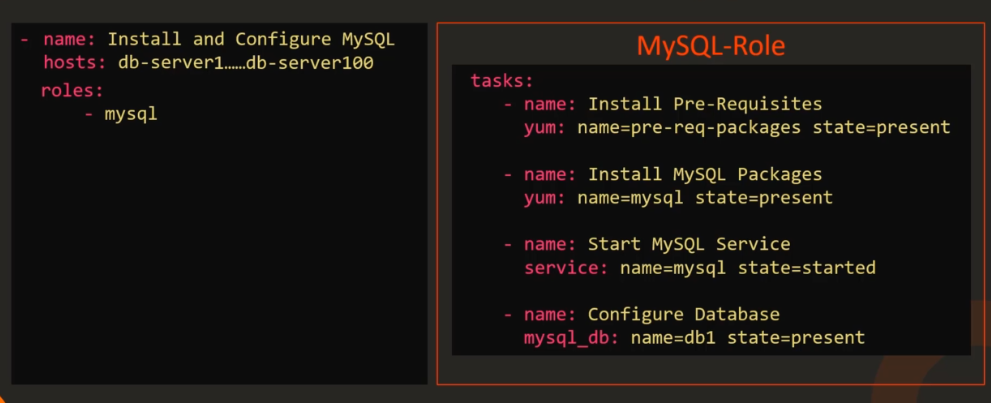 - name: Install and Configure MySQL
hosts: db-server1......db-server100
roles:
- mysql
MySQL-Role
tasks:
- name: Install Pre-Requisites
yum: name=pre-req-packages state=present
- name: Install MySQL Packages
yum: name=mysql state=present
- name: Start MySQL Service
service: name=mysql state=started
- name: Configure Database
mysql_db: name=db1 state=present